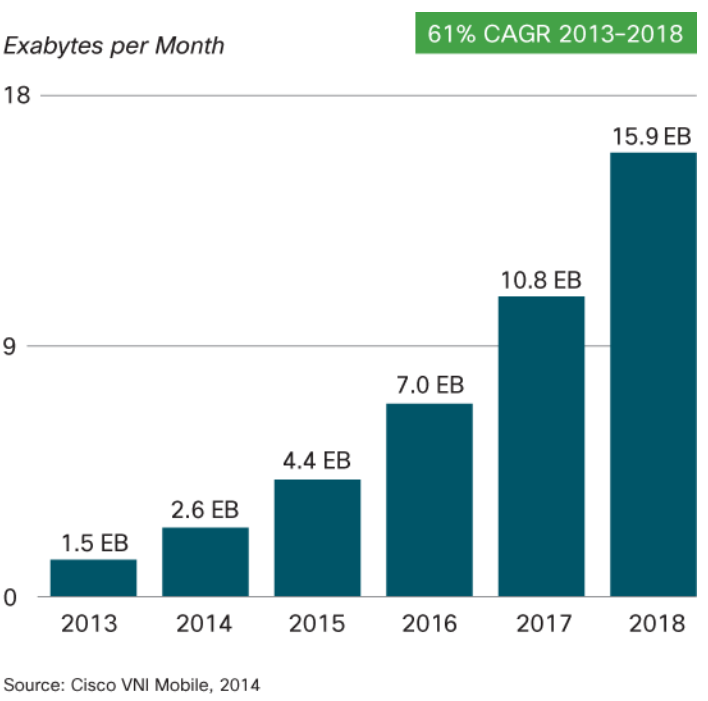 Exabytes per Month
61% CAGR 2013–2018
18
15.9 EB
10.8 EB
9
7.0 EB
4.4 EB
2.6 EB
1.5 EB
0
2013 2014 2015 2016 2017 2018
Source: Cisco VNI Mobile, 2014